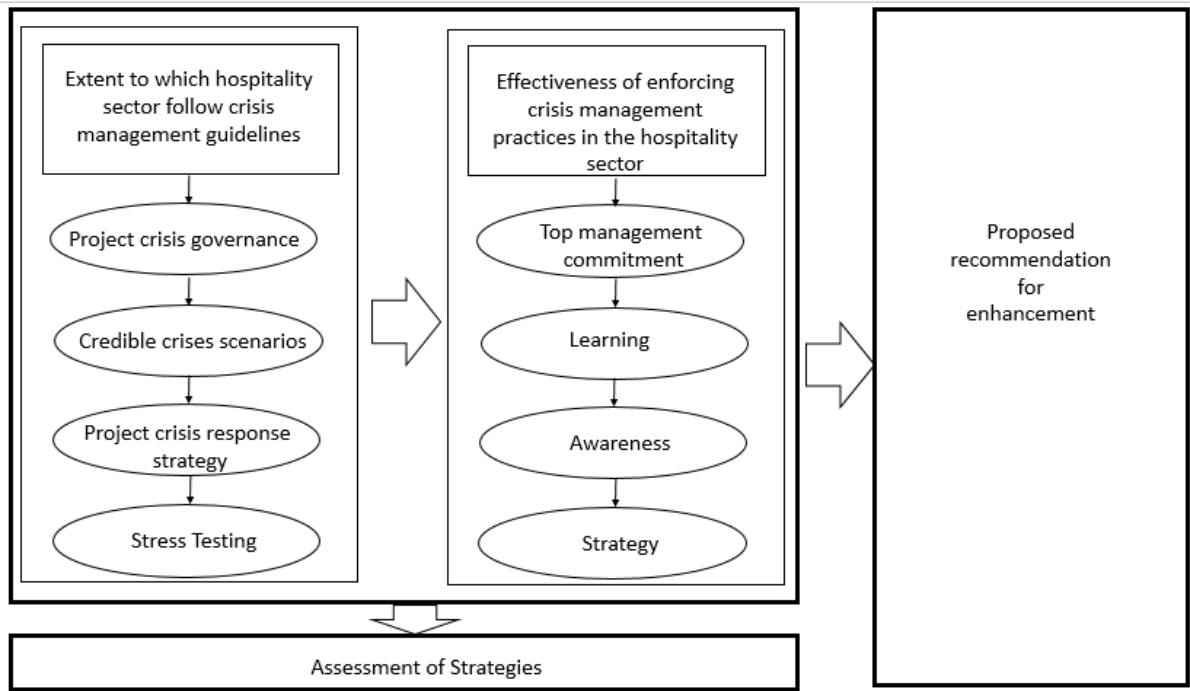 Extent to which hospitality
sector follow crisis
management guidelines
Project crisis governance
Credible crises scenarios
Project crisis response
strategy
Stress Testing
Effectiveness of enforcing
crisis management
practices in the hospitality
sector
Top management
commitment
Learning
Awareness
Strategy
Proposed
recommendation
for
enhancement
Assessment of Strategies